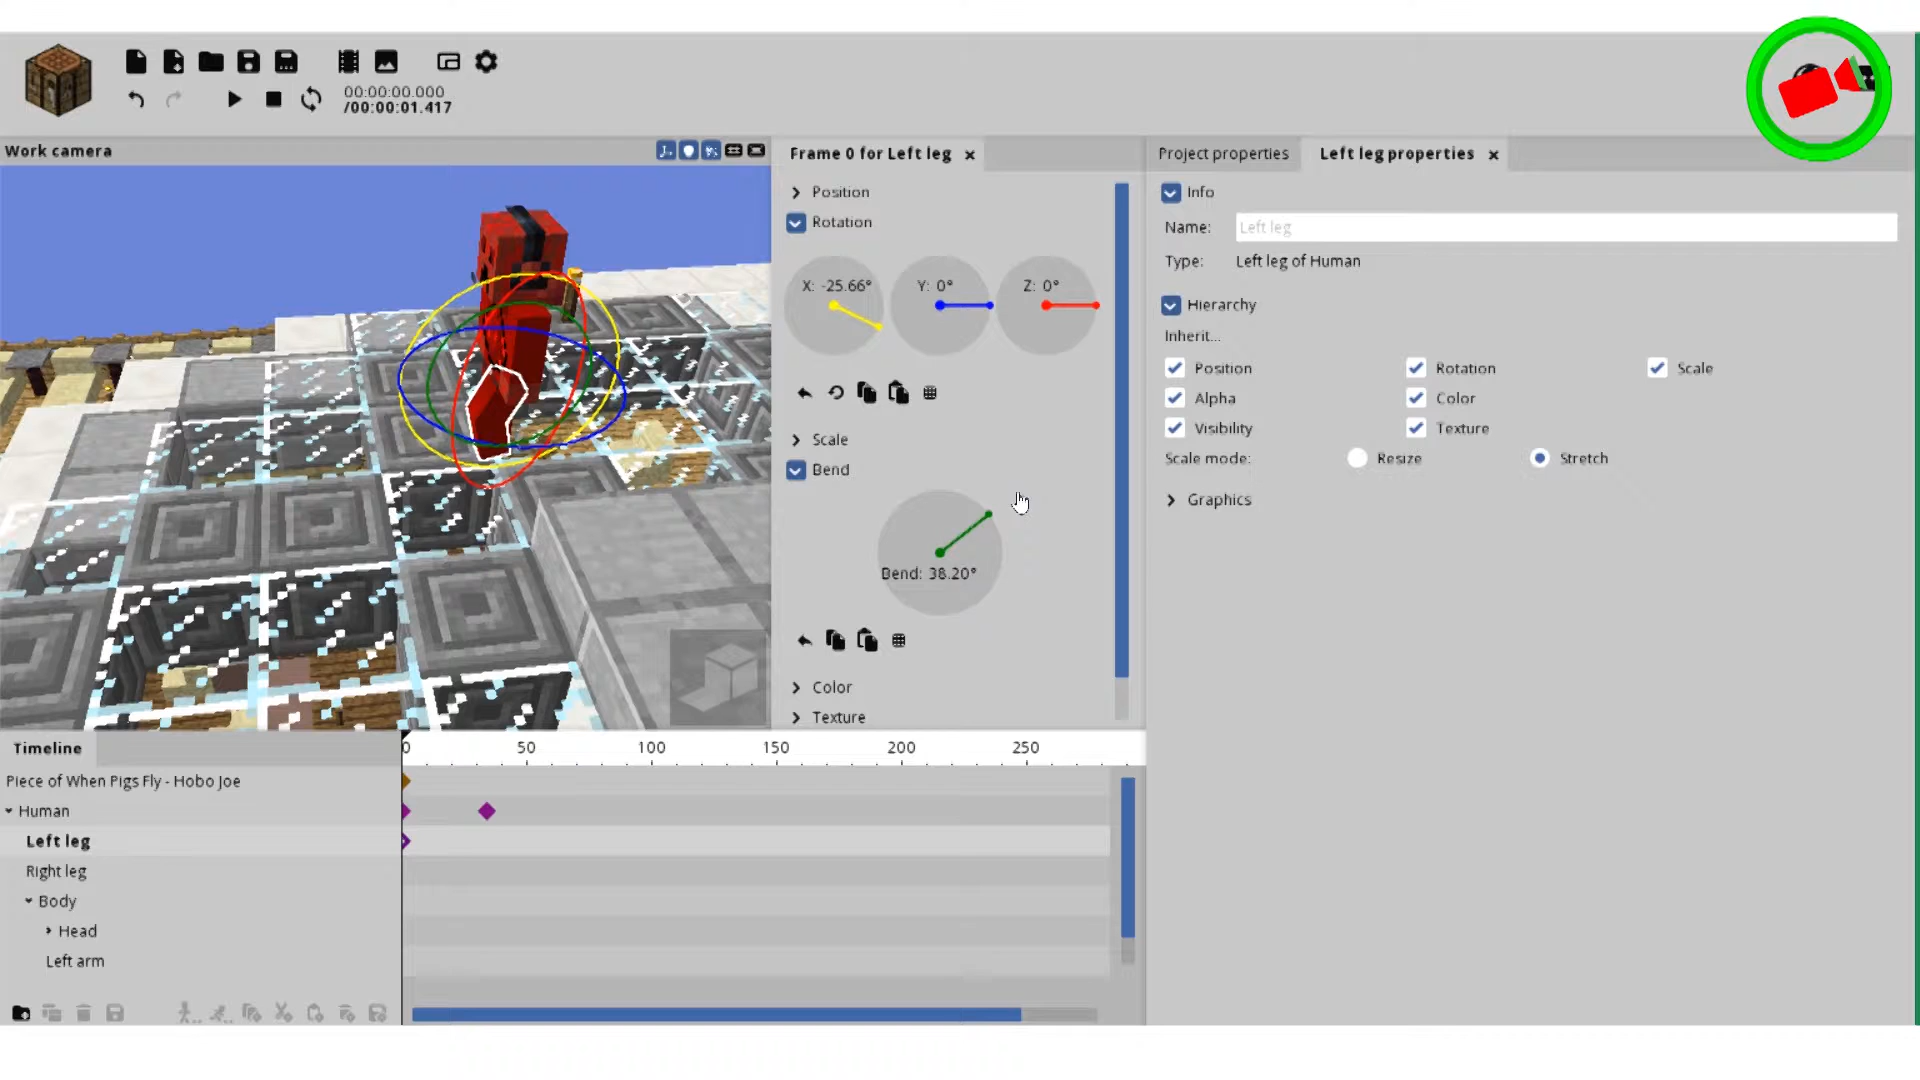 00:00:00.000
/00:00:01.417
Work camera
Frame 0 for Left leg
Position
Rotation
X: -25.66°
Y: 0°
Z: 0°
Scale
Bend
Bend: 38.20°
Color
Texture
Project properties
Left leg properties
Info
Name: Left leg
Type: Left leg of Human
Hierarchy
Inherit...
Position Rotation Scale
Alpha Color
Visibility Texture
Scale mode: Resize Stretch
Graphics
Timeline
0 50 100 150 200 250
Piece of When Pigs Fly - Hobo Joe
Human
Left leg
Right leg
Body
Head
Left arm